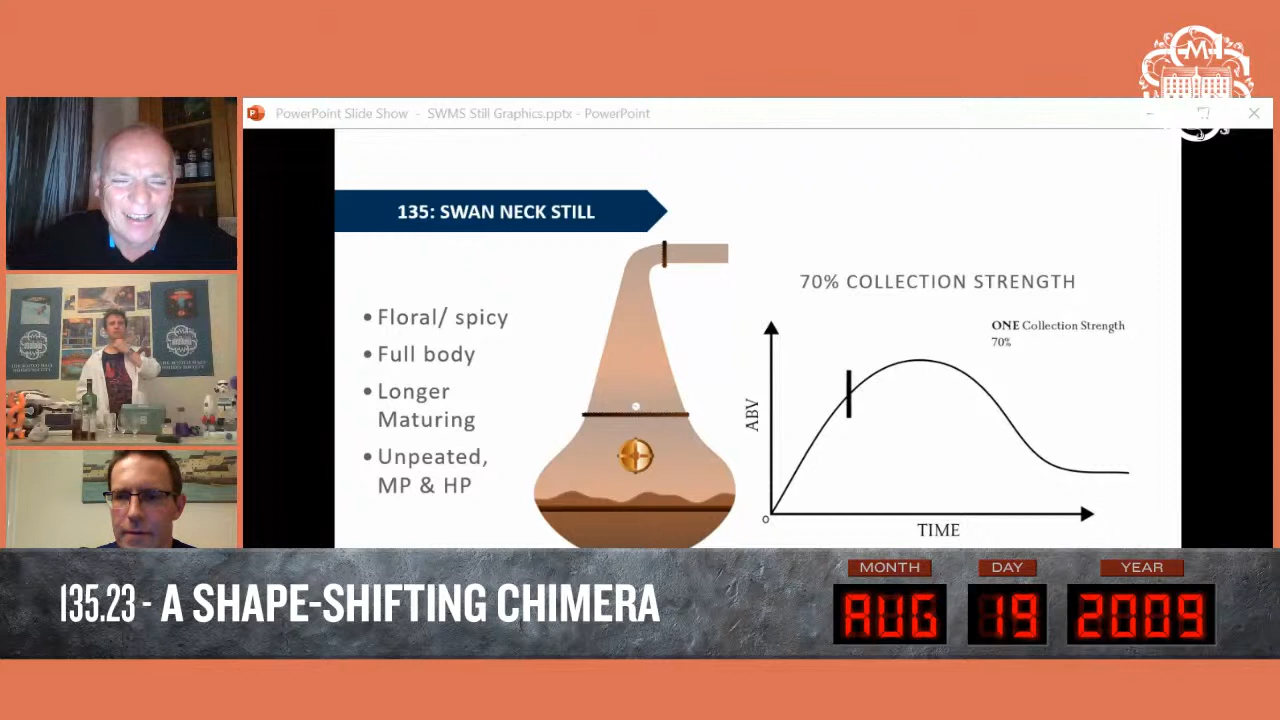 M
PowerPoint Slide Show - SWMS Still Graphics.pptx - PowerPoint
135: SWAN NECK STILL
• Floral/ spicy
• Full body
• Longer
Maturing
• Unpeated,
MP & HP
70% COLLECTION STRENGTH
ONE Collection Strength
70%
ABV
O
TIME
135.23 - A SHAPE-SHIFTING CHIMERA
MONTH DAY YEAR
AUG 19 2009